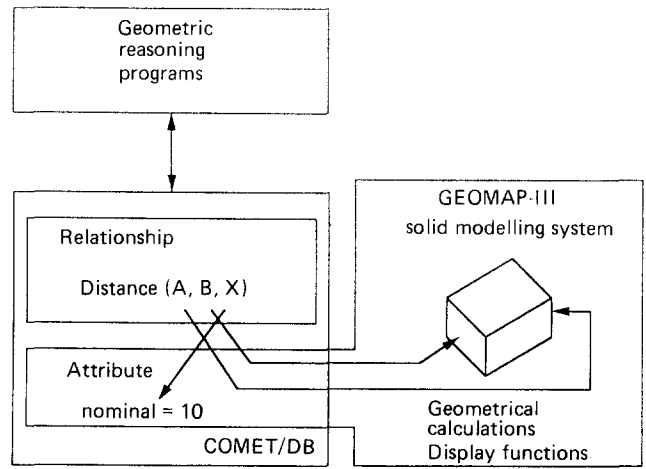 Geometric
reasoning
programs
Relationship
Distance (A, B, X)
Attribute
nominal = 10
COMET/DB
GEOMAP-III
solid modelling system
Geometrical
calculations
Display functions